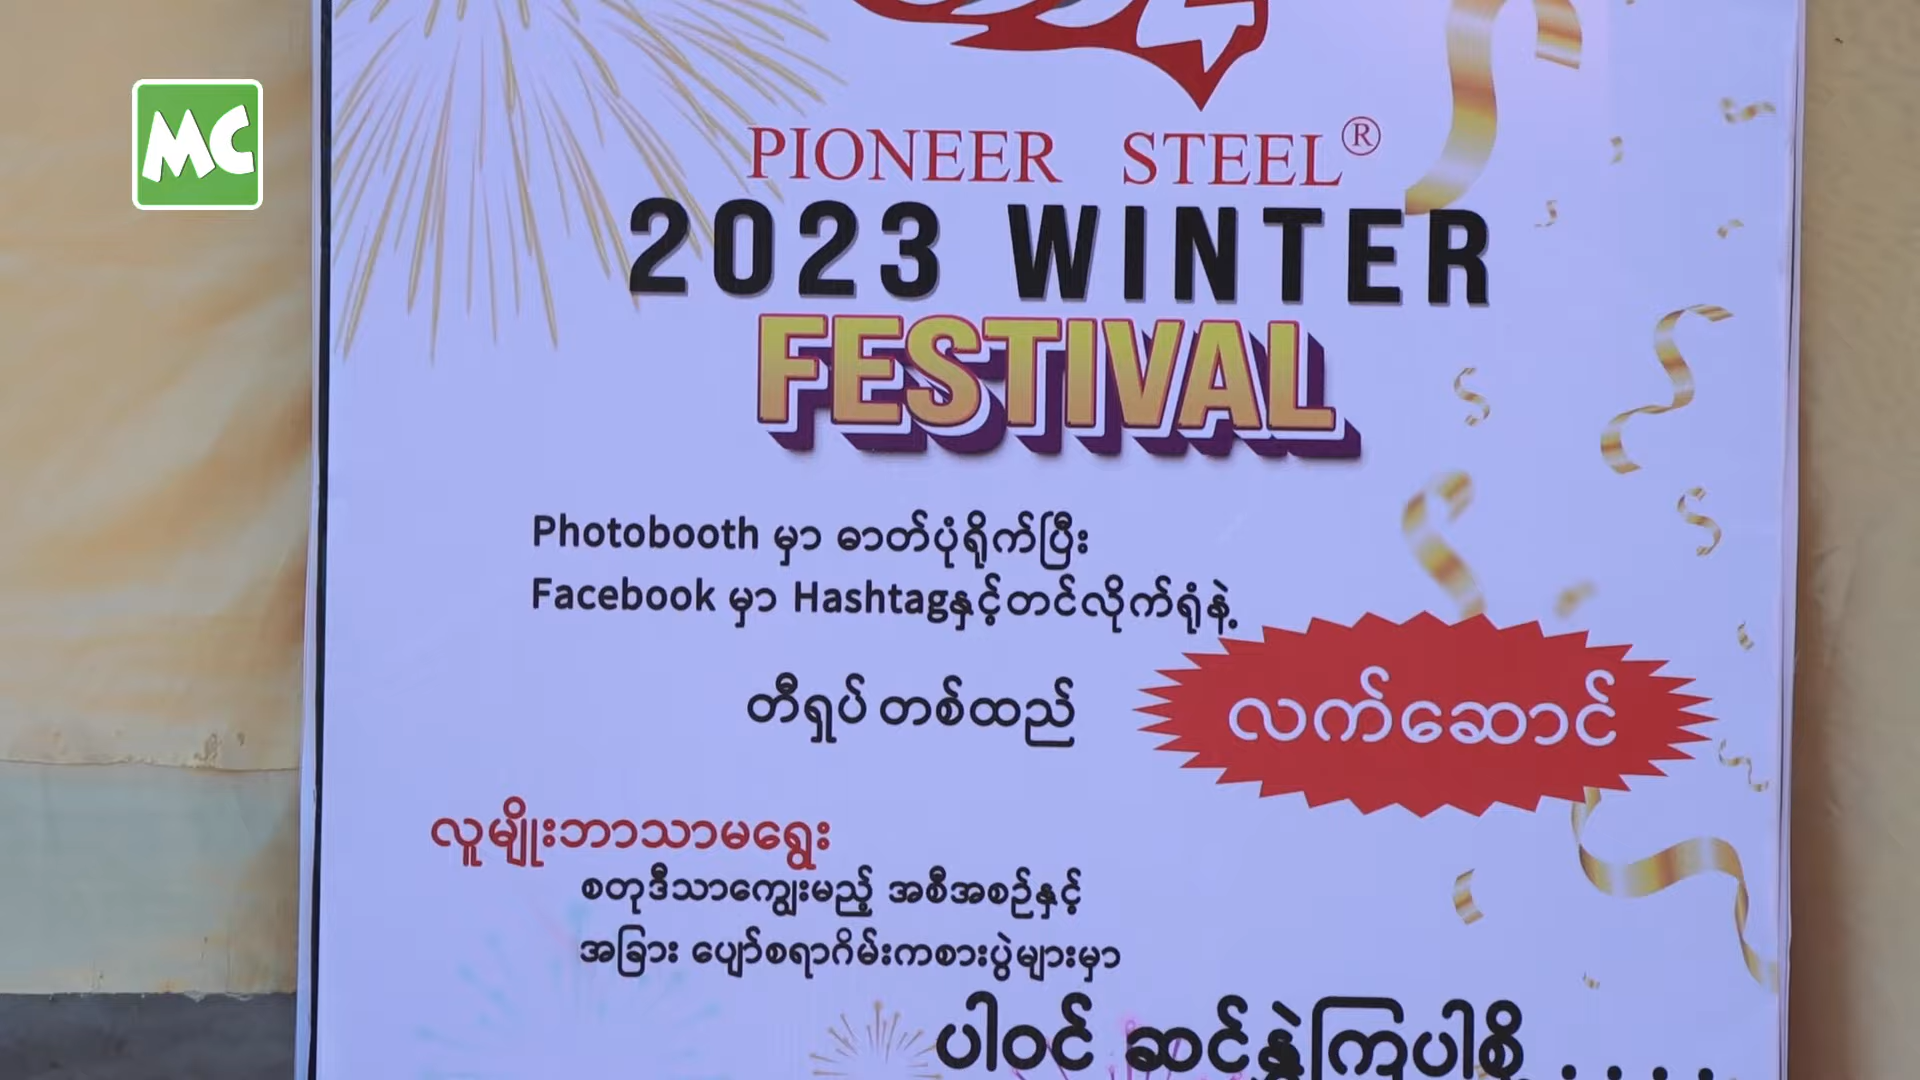 MC
PIONEER STEEL®
2023 WINTER
FESTIVAL
Photobooth မှာ ဓာတ်ပုံရိုက်ပြီး
Facebook မှာ Hashtagနှင့်တင်လိုက်ရုံနဲ့
တီရှပ် တစ်ထည်
လက်ဆောင်
လူမျိုးဘာသာမရွေး
စတုဒီသာကျွေးမည့် အစီအစဉ်နှင့်
အခြား ပျော်စရာဂိမ်းကစားပွဲများမှာ
ပါဝင် ဆင်နွှဲကြပါစို့ . . . . .